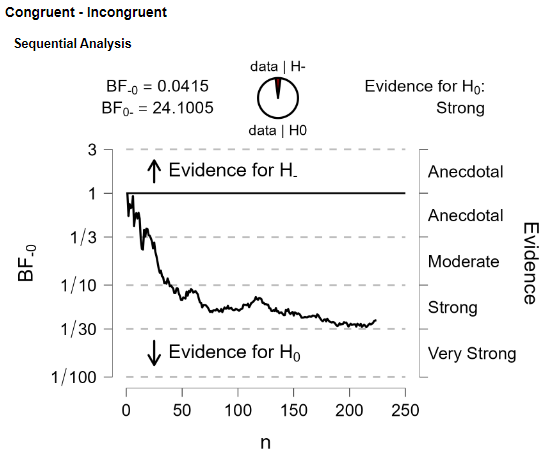 Congruent - Incongruent
Sequential Analysis
data | H-
BF-0 = 0.0415
BF0- = 24.1005
Evidence for H0:
Strong
data | H0
3
1
1/3
1/10
1/30
1/100
BF-0
Evidence for H-
Evidence for H0
Anecdotal
Anecdotal
Moderate
Strong
Very Strong
Evidence
0 50 100 150 200 250
n